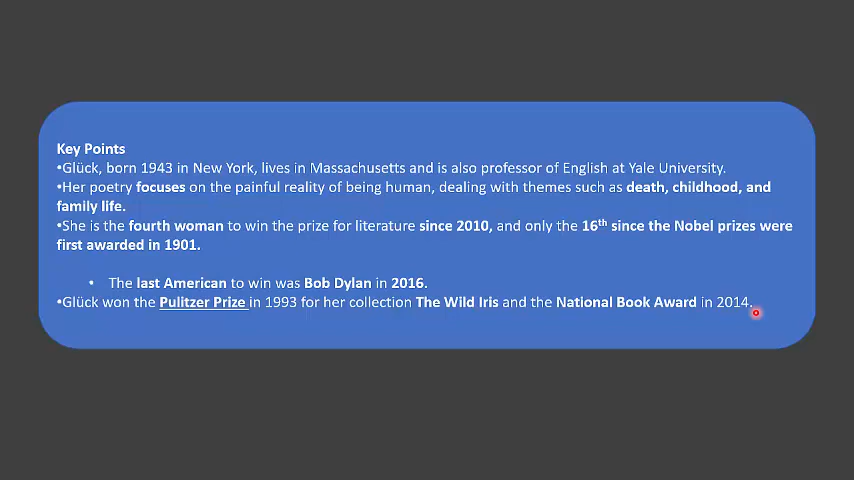 Key Points
•Glück, born 1943 in New York, lives in Massachusetts and is also professor of English at Yale University.
•Her poetry focuses on the painful reality of being human, dealing with themes such as death, childhood, and
family life.
•She is the fourth woman to win the prize for literature since 2010, and only the 16th since the Nobel prizes were
first awarded in 1901.
• The last American to win was Bob Dylan in 2016.
•Glück won the Pulitzer Prize in 1993 for her collection The Wild Iris and the National Book Award in 2014.